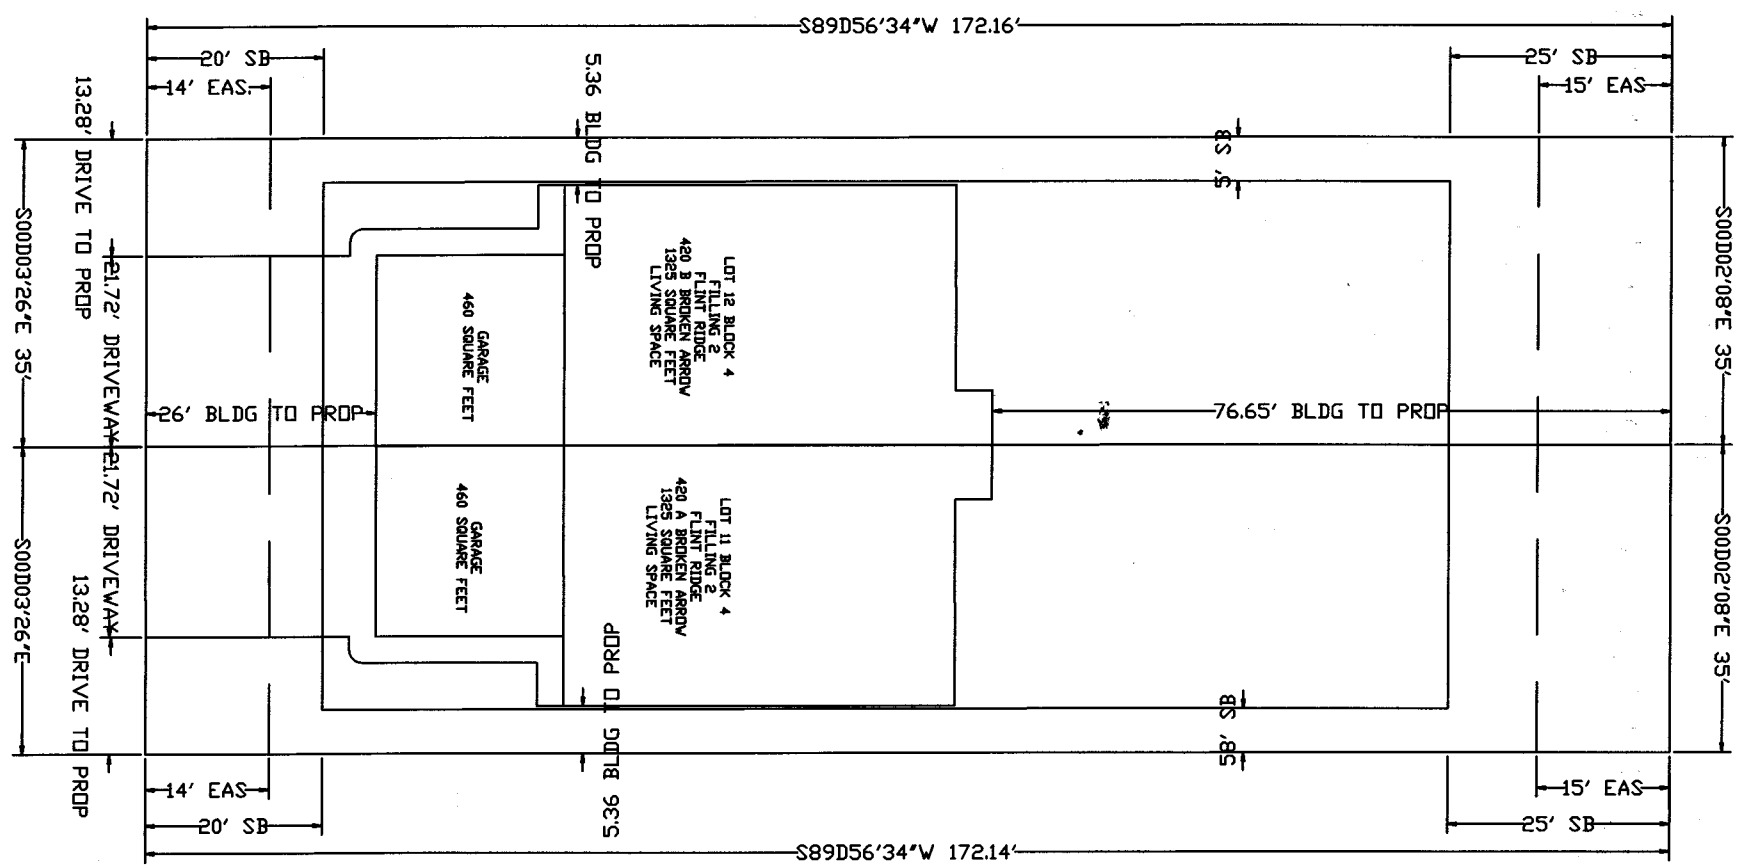 S89D56'34"W 172.16'
20' SB
25' SB
14' EAS.
15' EAS
13.28' DRIVE TO PROP
5.36 BLDG TO PROP
5' SB
S00D03'26"E 35'
S00D02'08"E 35'
21.72' DRIVEWAY
LOT 12 BLOCK 4
FILLING 2
FLINT RIDGE
420 B BROKEN ARROW
1325 SQUARE FEET
LIVING SPACE
GARAGE
460 SQUARE FEET
26' BLDG TO PROP
76.65' BLDG TO PROP
21.72' DRIVEWAY
LOT 11 BLOCK 4
FILLING 2
FLINT RIDGE
420 A BROKEN ARROW
1325 SQUARE FEET
LIVING SPACE
GARAGE
460 SQUARE FEET
S00D03'26"E
S00D02'08"E 35'
13.28' DRIVE TO PROP
5.36 BLDG TO PROP
58' SB
14' EAS
15' EAS
20' SB
25' SB
S89D56'34"W 172.14'